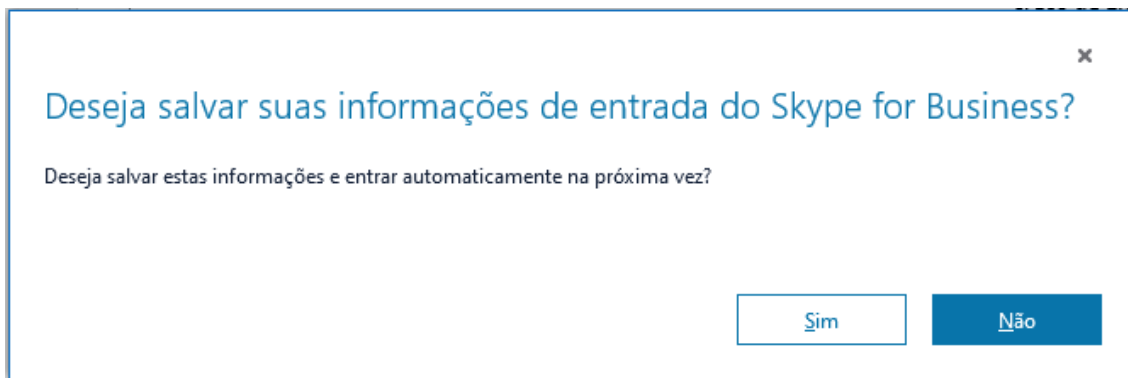 Deseja salvar suas informações de entrada do Skype for Business?
Deseja salvar estas informações e entrar automaticamente na próxima vez?
Sim
Não